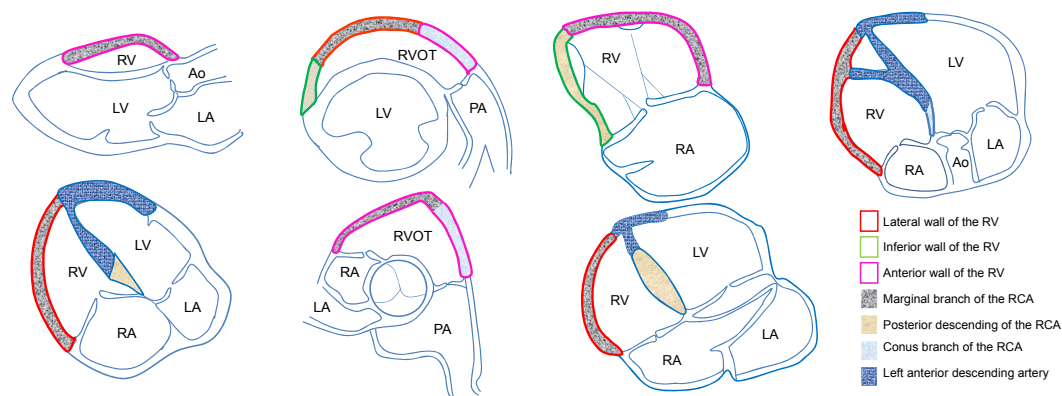 RV
Ao
LV
LA
RVOT
LV
PA
RV
RA
LV
RV
RA
Ao
LA
LV
RV
LA
RA
RVOT
RA
LA
PA
LV
RV
RA
LA
Lateral wall of the RV
Inferior wall of the RV
Anterior wall of the RV
Marginal branch of the RCA
Posterior descending of the RCA
Conus branch of the RCA
Left anterior descending artery